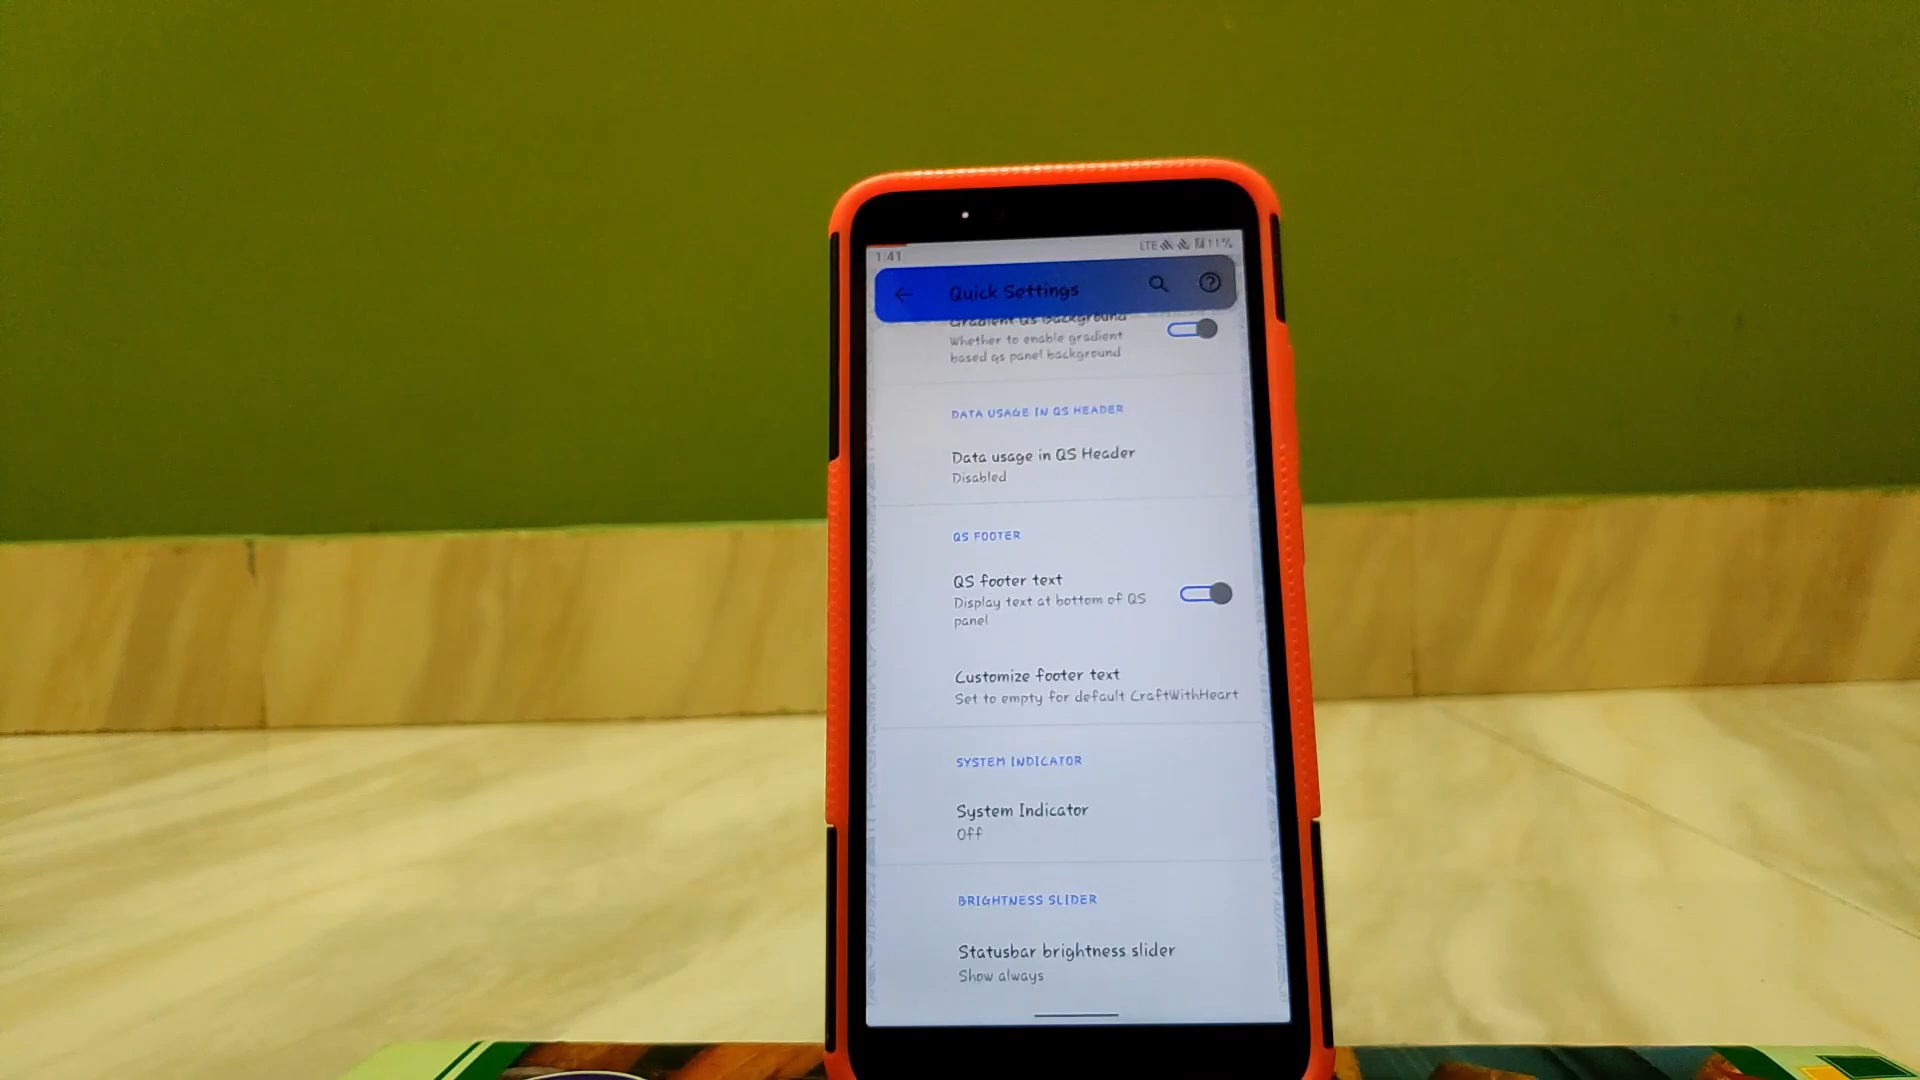 LTE 11%
1:41
Quick Settings
Gradient QS Background
Whether to enable gradient
based qs panel background
DATA USAGE IN QS HEADER
Data usage in QS Header
Disabled
QS FOOTER
QS footer text
Display text at bottom of QS
panel
Customize footer text
Set to empty for default CraftWithHeart
SYSTEM INDICATOR
System Indicator
Off
BRIGHTNESS SLIDER
Statusbar brightness slider
Show always